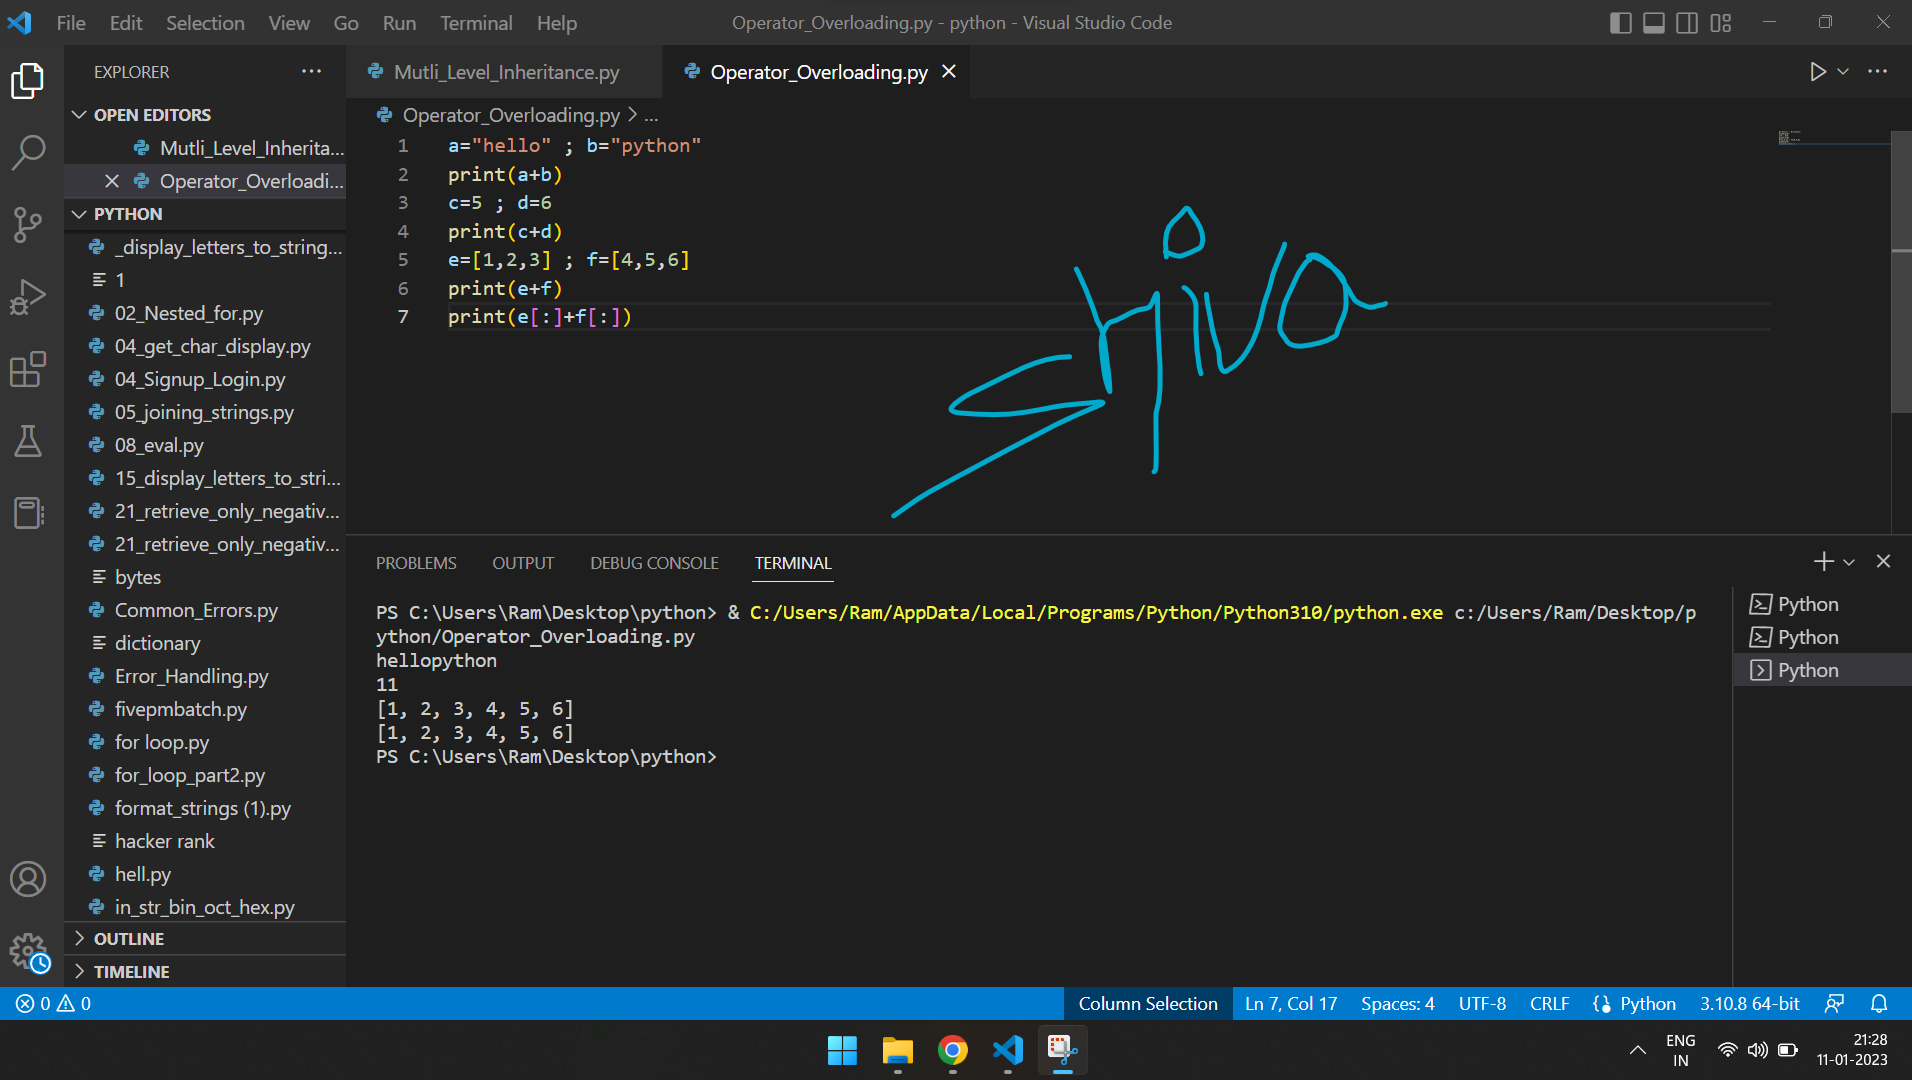 File Edit Selection View Go Run Terminal Help
Operator_Overloading.py - python - Visual Studio Code
EXPLORER
OPEN EDITORS
Mutli_Level_Inherita...
Operator_Overloadi...
PYTHON
_display_letters_to_string...
1
02_Nested_for.py
04_get_char_display.py
04_Signup_Login.py
05_joining_strings.py
08_eval.py
15_display_letters_to_stri...
21_retrieve_only_negativ...
21_retrieve_only_negativ...
bytes
Common_Errors.py
dictionary
Error_Handling.py
fivepmbatch.py
for loop.py
for_loop_part2.py
format_strings (1).py
hacker rank
hell.py
in_str_bin_oct_hex.py
OUTLINE
TIMELINE
Mutli_Level_Inheritance.py
Operator_Overloading.py
Operator_Overloading.py > ...
1 a="hello" ; b="python"
2 print(a+b)
3 c=5 ; d=6
4 print(c+d)
5 e=[1,2,3] ; f=[4,5,6]
6 print(e+f)
7 print(e[:]+f[:])
Shiva
PROBLEMS OUTPUT DEBUG CONSOLE TERMINAL
PS C:\Users\Ram\Desktop\python> & C:/Users/Ram/AppData/Local/Programs/Python/Python310/python.exe c:/Users/Ram/Desktop/p
ython/Operator_Overloading.py
hellopython
11
[1, 2, 3, 4, 5, 6]
[1, 2, 3, 4, 5, 6]
PS C:\Users\Ram\Desktop\python>
Python
Python
Python
0 0
Column Selection Ln 7, Col 17 Spaces: 4 UTF-8 CRLF Python 3.10.8 64-bit
ENG
IN
21:28
11-01-2023